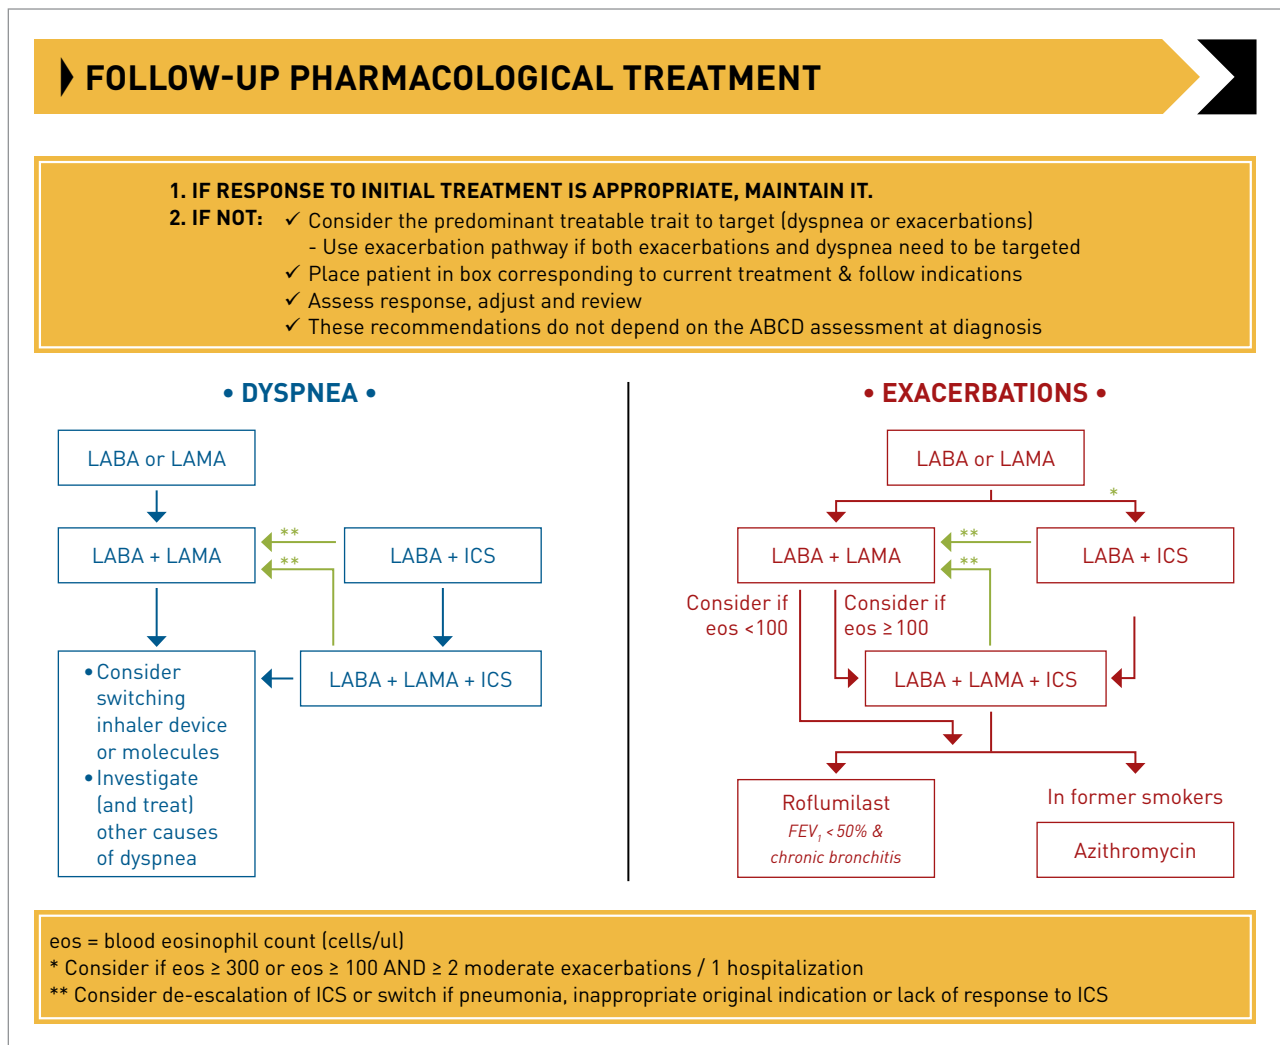 FOLLOW-UP PHARMACOLOGICAL TREATMENT
1. IF RESPONSE TO INITIAL TREATMENT IS APPROPRIATE, MAINTAIN IT.
2. IF NOT: ✓ Consider the predominant treatable trait to target (dyspnea or exacerbations)
- Use exacerbation pathway if both exacerbations and dyspnea need to be targeted
✓ Place patient in box corresponding to current treatment & follow indications
✓ Assess response, adjust and review
✓ These recommendations do not depend on the ABCD assessment at diagnosis
• DYSPNEA •
LABA or LAMA
LABA + LAMA
**
**
LABA + ICS
LABA + LAMA + ICS
• Consider
switching
inhaler device
or molecules
• Investigate
(and treat)
other causes
of dyspnea
• EXACERBATIONS •
LABA or LAMA
*
LABA + LAMA
**
**
LABA + ICS
Consider if
eos <100
Consider if
eos ≥100
LABA + LAMA + ICS
Roflumilast
FEV₁ < 50% &
chronic bronchitis
In former smokers
Azithromycin
eos = blood eosinophil count (cells/ul)
* Consider if eos ≥ 300 or eos ≥ 100 AND ≥ 2 moderate exacerbations / 1 hospitalization
** Consider de-escalation of ICS or switch if pneumonia, inappropriate original indication or lack of response to ICS